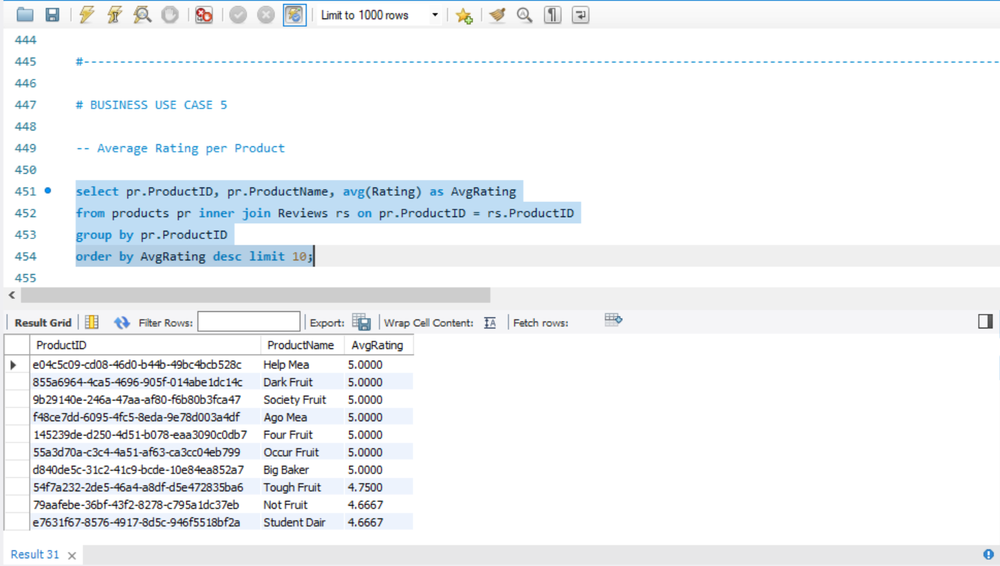 Limit to 1000 rows
444
445 #------------------------------------------------------------------------------------------------------------------------------
446
447 # BUSINESS USE CASE 5
448
449 -- Average Rating per Product
450
451 select pr.ProductID, pr.ProductName, avg(Rating) as AvgRating
452 from products pr inner join Reviews rs on pr.ProductID = rs.ProductID
453 group by pr.ProductID
454 order by AvgRating desc limit 10;
455
Result Grid Filter Rows: Export: Wrap Cell Content: Fetch rows:
ProductID ProductName AvgRating
e04c5c09-cd08-46d0-b44b-49bc4bcb528c Help Mea 5.0000
855a6964-4ca5-4696-905f-014abe1dc14c Dark Fruit 5.0000
9b29140e-246a-47aa-af80-f6b80b3fca47 Society Fruit 5.0000
f48ce7dd-6095-4fc5-8eda-9e78d003a4df Ago Mea 5.0000
145239de-d250-4d51-b078-eaa3090c0db7 Four Fruit 5.0000
55a3d70a-c3c4-4a51-af63-ca3cc04eb799 Occur Fruit 5.0000
d840de5c-31c2-41c9-bcde-10e84ea852a7 Big Baker 5.0000
54f7a232-2de5-46a4-a8df-d5e472835ba6 Tough Fruit 4.7500
79aafebe-36bf-43f2-8278-c795a1dc37eb Not Fruit 4.6667
e7631f67-8576-4917-8d5c-946f5518bf2a Student Dair 4.6667
Result 31